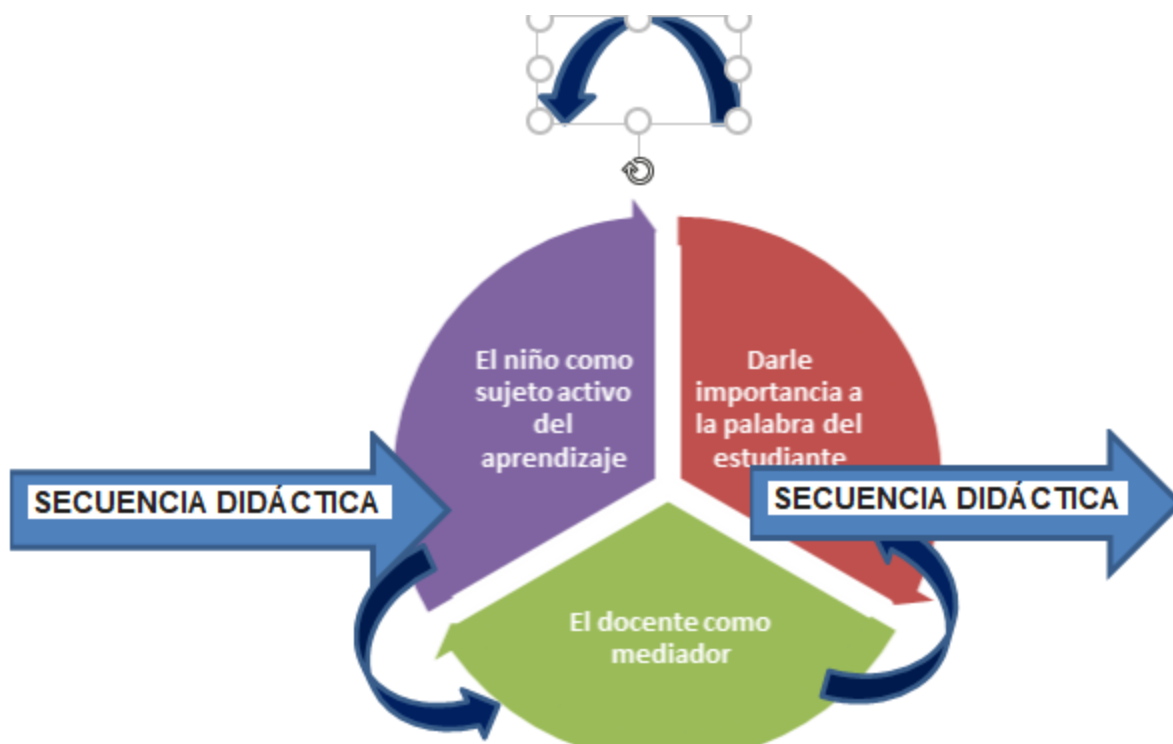 El niño como
sujeto activo
del
aprendizaje
Darle
importancia a
la palabra del
estudiante
SECUENCIA DIDÁCTICA
SECUENCIA DIDÁCTICA
El docente como
mediador